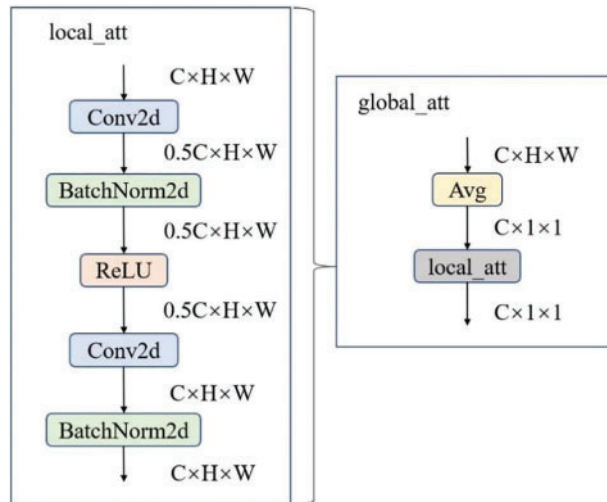 local_att
C×H×W
Conv2d
0.5C×H×W
BatchNorm2d
0.5C×H×W
ReLU
0.5C×H×W
Conv2d
C×H×W
BatchNorm2d
C×H×W
global_att
C×H×W
Avg
C×1×1
local_att
C×1×1